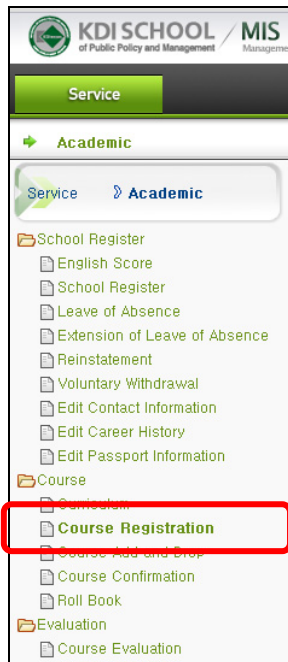 KDI SCHOOL / MIS
of Public Policy and Management
Service
Academic
Service » Academic
School Register
English Score
School Register
Leave of Absence
Extension of Leave of Absence
Reinstatement
Voluntary Withdrawal
Edit Contact Information
Edit Career History
Edit Passport Information
Course
Curriculum
Course Registration
Course Add and Drop
Course Confirmation
Roll Book
Evaluation
Course Evaluation